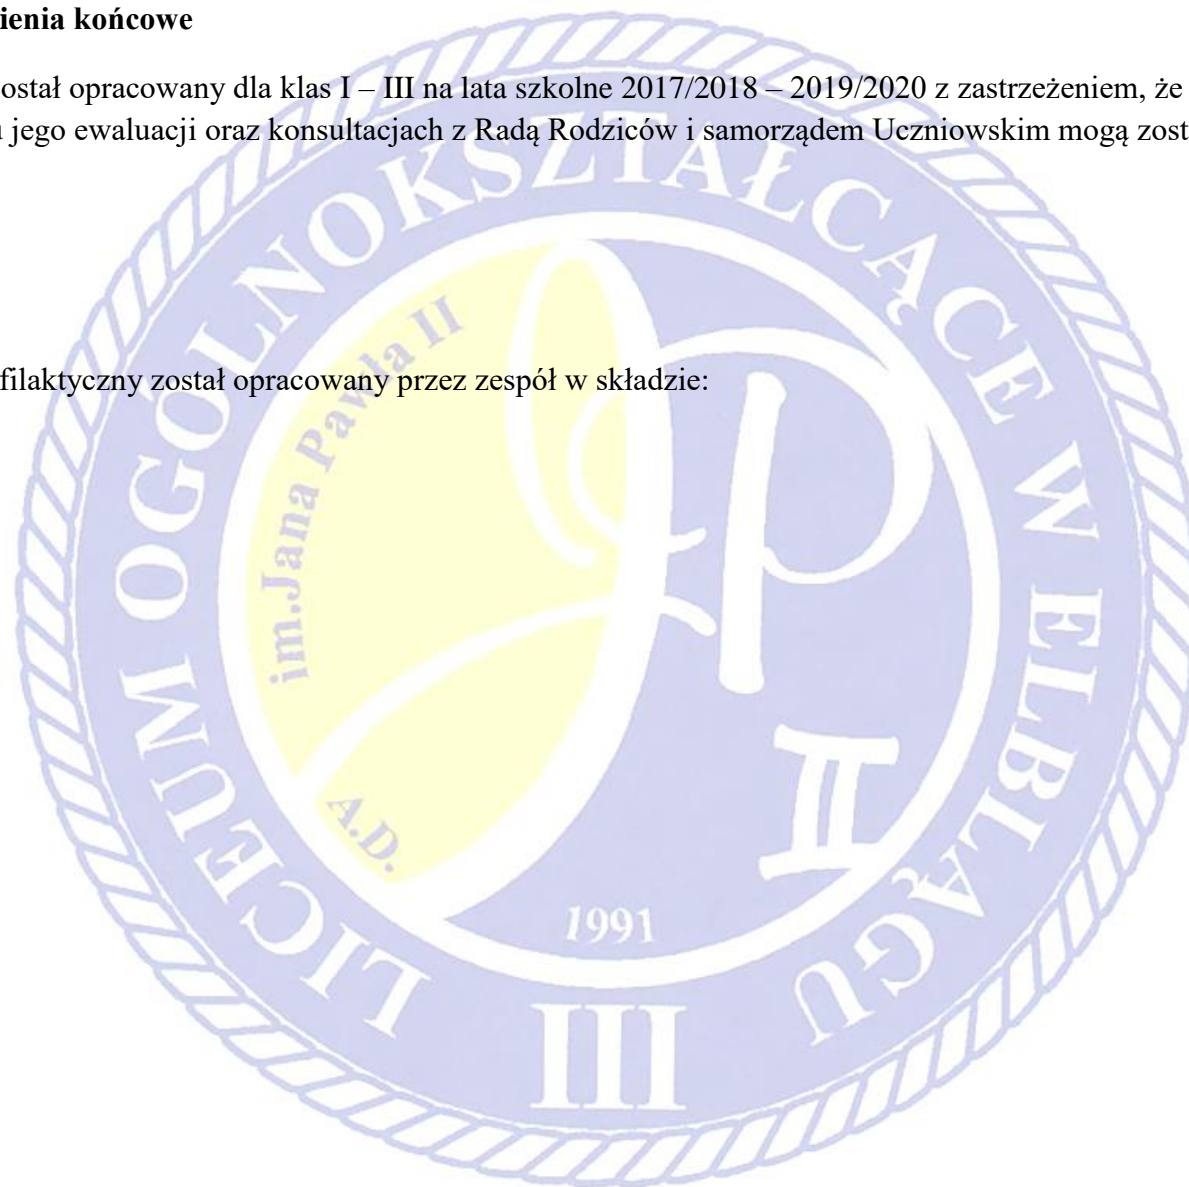 ienia końcowe
ostał opracowany dla klas I – III na lata szkolne 2017/2018 – 2019/2020 z zastrzeżeniem, że
u jego ewaluacji oraz konsultacjach z Radą Rodziców i samorządem Uczniowskim mogą zost
filaktyczny został opracowany przez zespół w składzie:
LICEUM OGÓLNOKSZTAŁCĄCE W ELBLĄGU
im.Jana Pawła II
JP
II
A.D.
1991
III